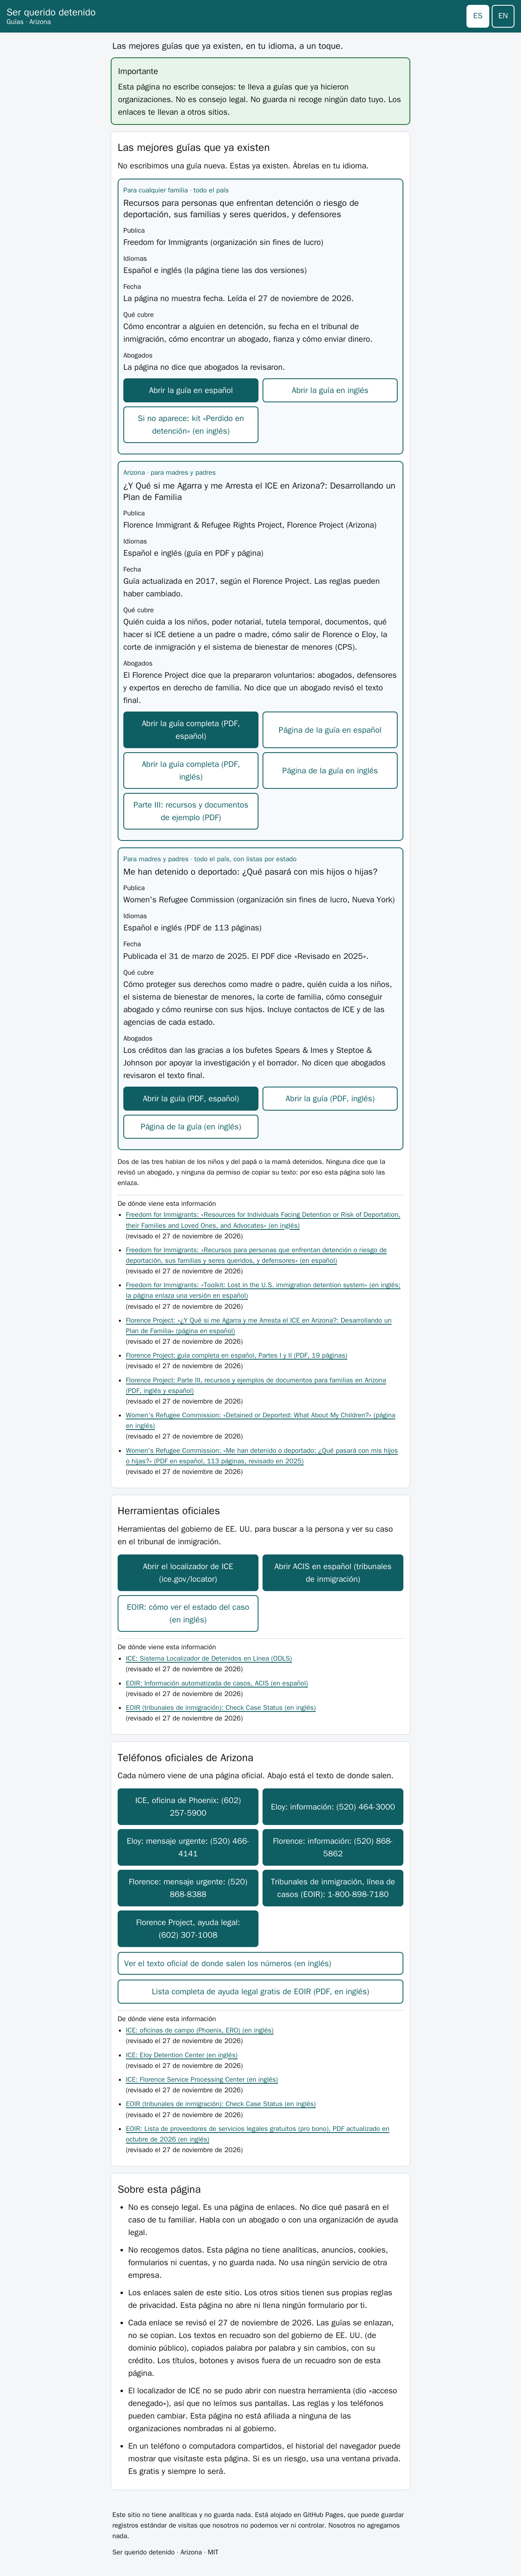 Ser querido detenido
Guías · Arizona
ES
EN
Las mejores guías que ya existen, en tu idioma, a un toque.
Importante
Esta página no escribe consejos: te lleva a guías que ya hicieron
organizaciones. No es consejo legal. No guarda ni recoge ningún dato tuyo. Los
enlaces te llevan a otros sitios.
Las mejores guías que ya existen
No escribimos una guía nueva. Estas ya existen. Ábrelas en tu idioma.
Para cualquier familia · todo el país
Recursos para personas que enfrentan detención o riesgo de
deportación, sus familias y seres queridos, y defensores
Publica
Freedom for Immigrants (organización sin fines de lucro)
Idiomas
Español e inglés (la página tiene las dos versiones)
Fecha
La página no muestra fecha. Leída el 27 de noviembre de 2026.
Qué cubre
Cómo encontrar a alguien en detención, su fecha en el tribunal de
inmigración, cómo encontrar un abogado, fianza y cómo enviar dinero.
Abogados
La página no dice que abogados la revisaron.
Abrir la guía en español
Abrir la guía en inglés
Si no aparece: kit «Perdido en
detención» (en inglés)
Arizona · para madres y padres
¿Y Qué si me Agarra y me Arresta el ICE en Arizona?: Desarrollando un
Plan de Familia
Publica
Florence Immigrant & Refugee Rights Project, Florence Project (Arizona)
Idiomas
Español e inglés (guía en PDF y página)
Fecha
Guía actualizada en 2017, según el Florence Project. Las reglas pueden
haber cambiado.
Qué cubre
Quién cuida a los niños, poder notarial, tutela temporal, documentos, qué
hacer si ICE detiene a un padre o madre, cómo salir de Florence o Eloy, la
corte de inmigración y el sistema de bienestar de menores (CPS).
Abogados
El Florence Project dice que la prepararon voluntarios: abogados, defensores
y expertos en derecho de familia. No dice que un abogado revisó el texto
final.
Abrir la guía completa (PDF,
español)
Página de la guía en español
Abrir la guía completa (PDF,
inglés)
Página de la guía en inglés
Parte III: recursos y documentos
de ejemplo (PDF)
Para madres y padres · todo el país, con listas por estado
Me han detenido o deportado: ¿Qué pasará con mis hijos o hijas?
Publica
Women's Refugee Commission (organización sin fines de lucro, Nueva York)
Idiomas
Español e inglés (PDF de 113 páginas)
Fecha
Publicada el 31 de marzo de 2025. El PDF dice «Revisado en 2025».
Qué cubre
Cómo proteger sus derechos como madre o padre, quién cuida a los niños,
el sistema de bienestar de menores, la corte de familia, cómo conseguir
abogado y cómo reunirse con sus hijos. Incluye contactos de ICE y de las
agencias de cada estado.
Abogados
Los créditos dan las gracias a los bufetes Spears & Imes y Steptoe &
Johnson por apoyar la investigación y el borrador. No dicen que abogados
revisaron el texto final.
Abrir la guía (PDF, español)
Abrir la guía (PDF, inglés)
Página de la guía (en inglés)
Dos de las tres hablan de los niños y del papá o la mamá detenidos. Ninguna dice que la
revisó un abogado, y ninguna da permiso de copiar su texto: por eso esta página solo las
enlaza.
De dónde viene esta información
Freedom for Immigrants: «Resources for Individuals Facing Detention or Risk of Deportation,
their Families and Loved Ones, and Advocates» (en inglés)
(revisado el 27 de noviembre de 2026)
Freedom for Immigrants: «Recursos para personas que enfrentan detención o riesgo de
deportación, sus familias y seres queridos, y defensores» (en español)
(revisado el 27 de noviembre de 2026)
Freedom for Immigrants: «Toolkit: Lost in the U.S. immigration detention system» (en inglés;
la página enlaza una versión en español)
(revisado el 27 de noviembre de 2026)
Florence Project: «¿Y Qué si me Agarra y me Arresta el ICE en Arizona?: Desarrollando un
Plan de Familia» (página en español)
(revisado el 27 de noviembre de 2026)
Florence Project: guía completa en español, Partes I y II (PDF, 19 páginas)
(revisado el 27 de noviembre de 2026)
Florence Project: Parte III, recursos y ejemplos de documentos para familias en Arizona
(PDF, inglés y español)
(revisado el 27 de noviembre de 2026)
Women's Refugee Commission: «Detained or Deported: What About My Children?» (página
en inglés)
(revisado el 27 de noviembre de 2026)
Women's Refugee Commission: «Me han detenido o deportado: ¿Qué pasará con mis hijos
o hijas?» (PDF en español, 113 páginas, revisado en 2025)
(revisado el 27 de noviembre de 2026)
Herramientas oficiales
Herramientas del gobierno de EE. UU. para buscar a la persona y ver su caso
en el tribunal de inmigración.
Abrir el localizador de ICE
(ice.gov/locator)
Abrir ACIS en español (tribunales
de inmigración)
EOIR: cómo ver el estado del caso
(en inglés)
De dónde viene esta información
ICE: Sistema Localizador de Detenidos en Línea (ODLS)
(revisado el 27 de noviembre de 2026)
EOIR: Información automatizada de casos, ACIS (en español)
(revisado el 27 de noviembre de 2026)
EOIR (tribunales de inmigración): Check Case Status (en inglés)
(revisado el 27 de noviembre de 2026)
Teléfonos oficiales de Arizona
Cada número viene de una página oficial. Abajo está el texto de donde salen.
ICE, oficina de Phoenix: (602)
257-5900
Eloy: información: (520) 464-3000
Eloy: mensaje urgente: (520) 466-
4141
Florence: información: (520) 868-
5862
Florence: mensaje urgente: (520)
868-8388
Tribunales de inmigración, línea de
casos (EOIR): 1-800-898-7180
Florence Project, ayuda legal:
(602) 307-1008
Ver el texto oficial de donde salen los números (en inglés)
Lista completa de ayuda legal gratis de EOIR (PDF, en inglés)
De dónde viene esta información
ICE: oficinas de campo (Phoenix, ERO) (en inglés)
(revisado el 27 de noviembre de 2026)
ICE: Eloy Detention Center (en inglés)
(revisado el 27 de noviembre de 2026)
ICE: Florence Service Processing Center (en inglés)
(revisado el 27 de noviembre de 2026)
EOIR (tribunales de inmigración): Check Case Status (en inglés)
(revisado el 27 de noviembre de 2026)
EOIR: Lista de proveedores de servicios legales gratuitos (pro bono), PDF actualizado en
octubre de 2026 (en inglés)
(revisado el 27 de noviembre de 2026)
Sobre esta página
No es consejo legal. Es una página de enlaces. No dice qué pasará en el
caso de tu familiar. Habla con un abogado o con una organización de ayuda
legal.
No recogemos datos. Esta página no tiene analíticas, anuncios, cookies,
formularios ni cuentas, y no guarda nada. No usa ningún servicio de otra
empresa.
Los enlaces salen de este sitio. Los otros sitios tienen sus propias reglas
de privacidad. Esta página no abre ni llena ningún formulario por ti.
Cada enlace se revisó el 27 de noviembre de 2026. Las guías se enlazan,
no se copian. Los textos en recuadro son del gobierno de EE. UU. (de
dominio público), copiados palabra por palabra y sin cambios, con su
crédito. Los títulos, botones y avisos fuera de un recuadro son de esta
página.
El localizador de ICE no se pudo abrir con nuestra herramienta (dio «acceso
denegado»), así que no leímos sus pantallas. Las reglas y los teléfonos
pueden cambiar. Esta página no está afiliada a ninguna de las
organizaciones nombradas ni al gobierno.
En un teléfono o computadora compartidos, el historial del navegador puede
mostrar que visitaste esta página. Si es un riesgo, usa una ventana privada.
Es gratis y siempre lo será.
Este sitio no tiene analíticas y no guarda nada. Está alojado en GitHub Pages, que puede guardar
registros estándar de visitas que nosotros no podemos ver ni controlar. Nosotros no agregamos
nada.
Ser querido detenido · Arizona · MIT